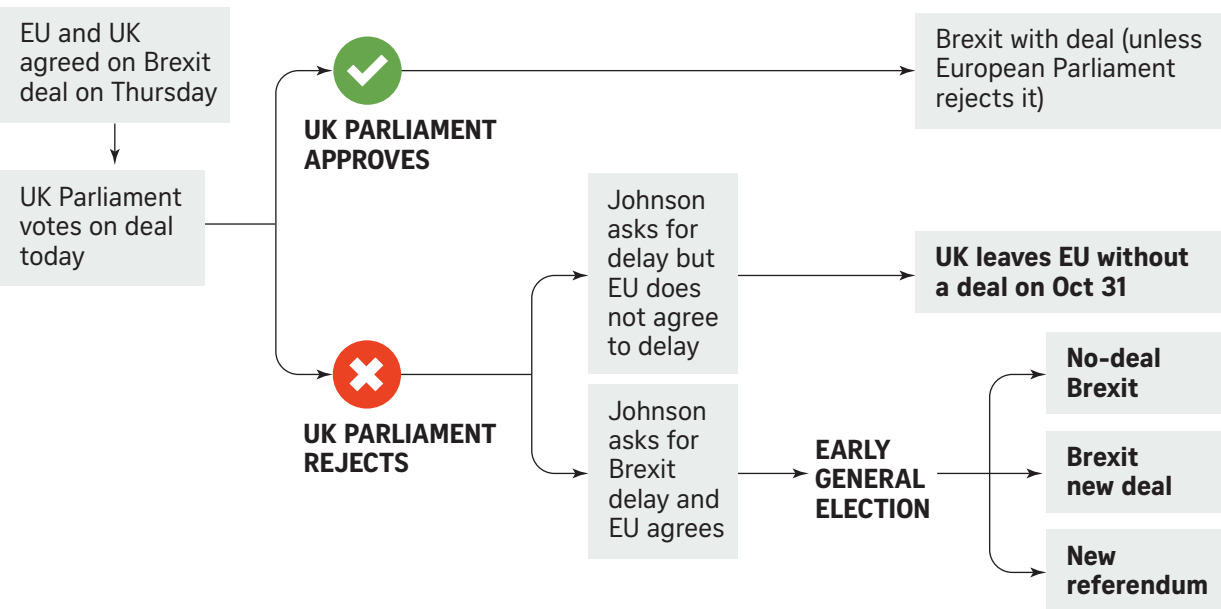 EU and UK
agreed on Brexit
deal on Thursday
UK Parliament
votes on deal
today
UK PARLIAMENT
APPROVES
Brexit with deal (unless
European Parliament
rejects it)
UK PARLIAMENT
REJECTS
Johnson
asks for
delay but
EU does
not agree
to delay
UK leaves EU without
a deal on Oct 31
Johnson
asks for
Brexit
delay and
EU agrees
EARLY
GENERAL
ELECTION
No-deal
Brexit
Brexit
new deal
New
referendum